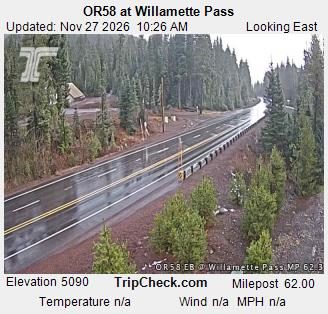 OR58 at Willamette Pass
Updated: Nov 27 2026 10:26 AM Looking East
OR58 EB @ Willamette Pass MP 62.3
Elevation 5090 TripCheck.com Milepost 62.00
Temperature n/a Wind n/a MPH n/a